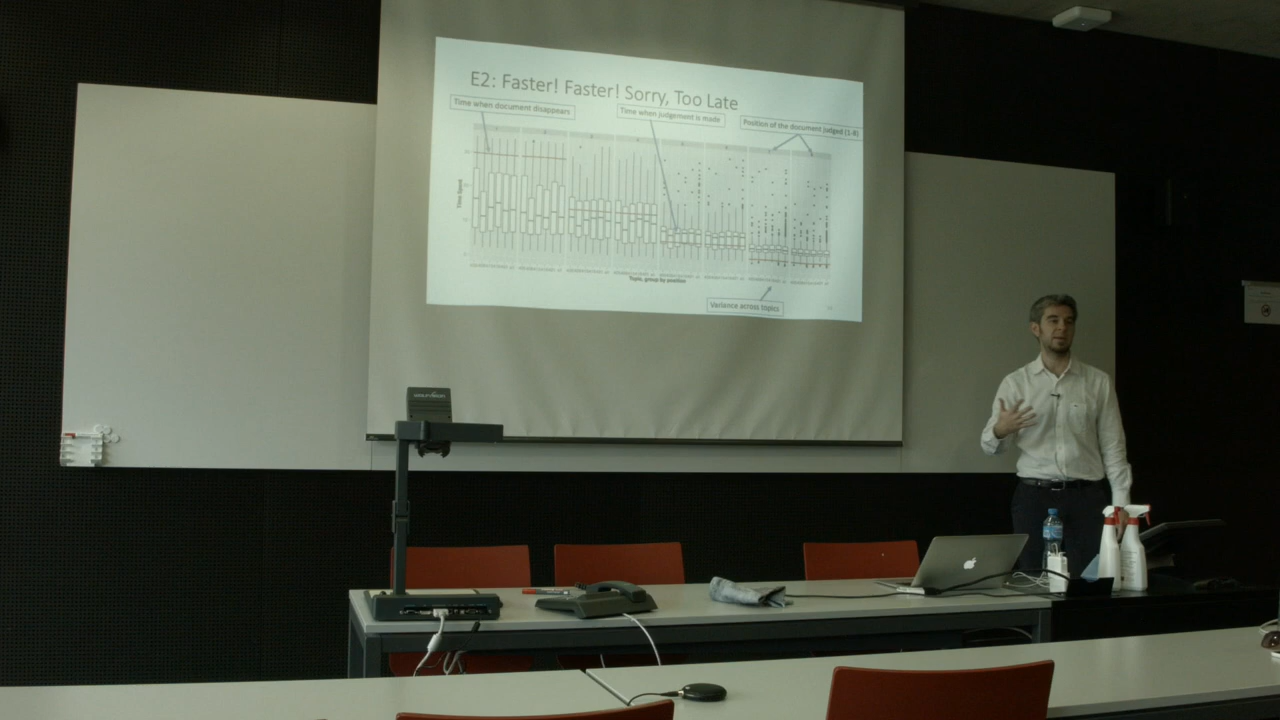 E2: Faster! Faster! Sorry, Too Late
Time when document disappears
Time when judgement is made
Position of the document judged (1-8)
Time Spent
Topic, group by position
Variance across topics
WOLFVISION